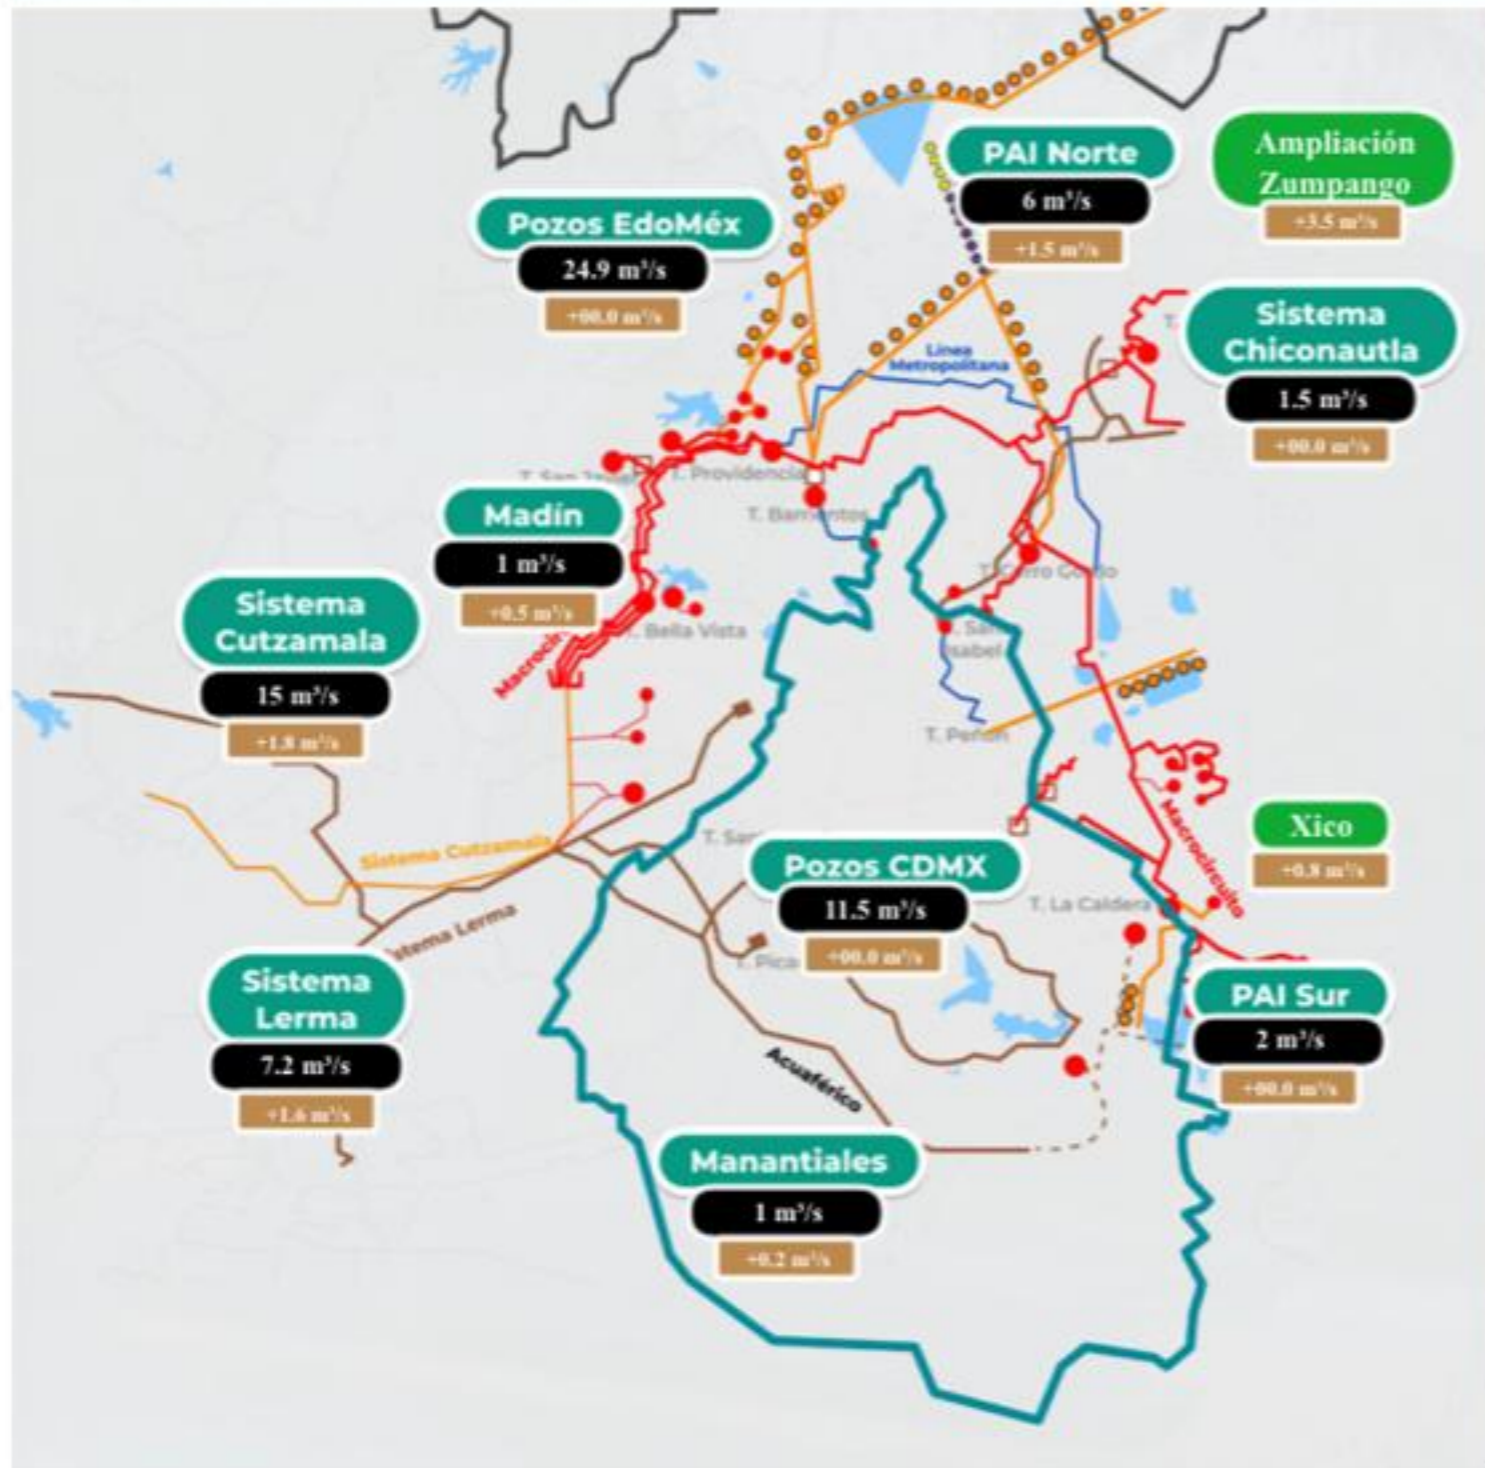 PAI Norte
6 m³/s
+1.5 m³/s
Ampliación
Zumpango
+3.5 m³/s
Pozos EdoMéx
24.9 m³/s
+00.0 m³/s
Sistema
Chiconautla
1.5 m³/s
+00.0 m³/s
Línea
Metropolitana
T. Providencia
T. Barrientos
Madín
1 m³/s
+0.5 m³/s
Bella Vista
Sistema
Cutzamala
15 m³/s
+1.8 m³/s
T. Peñón
Sistema Cutzamala
Pozos CDMX
11.5 m³/s
+00.0 m³/s
Xico
+0.8 m³/s
Macrocircuito
T. La Caldera
Sistema
Lerma
7.2 m³/s
+1.6 m³/s
Lerma
PAI Sur
2 m³/s
+00.0 m³/s
Acuaférico
Manantiales
1 m³/s
+0.2 m³/s